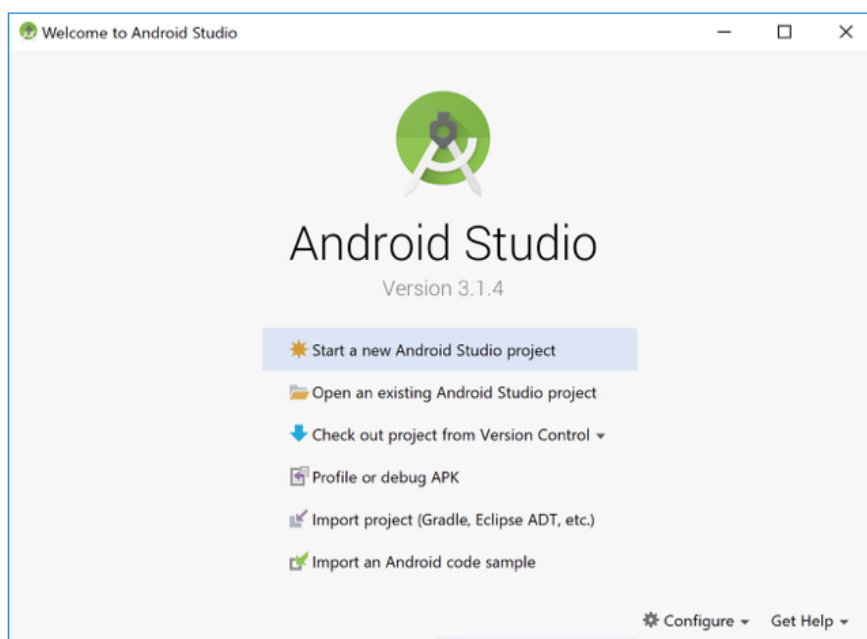 Welcome to Android Studio
Android Studio
Version 3.1.4
Start a new Android Studio project
Open an existing Android Studio project
Check out project from Version Control
Profile or debug APK
Import project (Gradle, Eclipse ADT, etc.)
Import an Android code sample
Configure Get Help